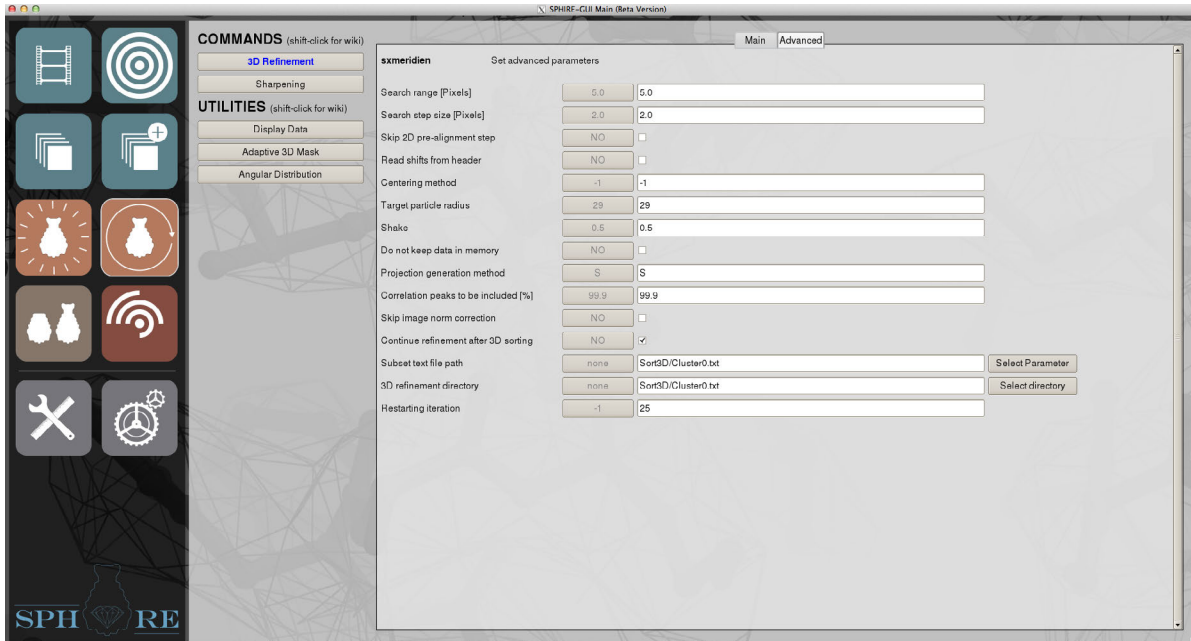 SPHIRE-GUI Main (Beta Version)
COMMANDS (shift-click for wiki)
3D Refinement
Sharpening
UTILITIES (shift-click for wiki)
Display Data
Adaptive 3D Mask
Angular Distribution
Main Advanced
sxmeridien Set advanced parameters
Search range [Pixels] 5.0 5.0
Search step size [Pixels] 2.0 2.0
Skip 2D pre-alignment step NO
Read shifts from header NO
Centering method -1 -1
Target particle radius 29 29
Shake 0.5 0.5
Do not keep data in memory NO
Projection generation method S S
Correlation peaks to be included [%] 99.9 99.9
Skip image norm correction NO
Continue refinement after 3D sorting NO
Subset text file path none Sort3D/Cluster0.txt Select Parameter
3D refinement directory none Sort3D/Cluster0.txt Select directory
Restarting iteration -1 25
SPH RE